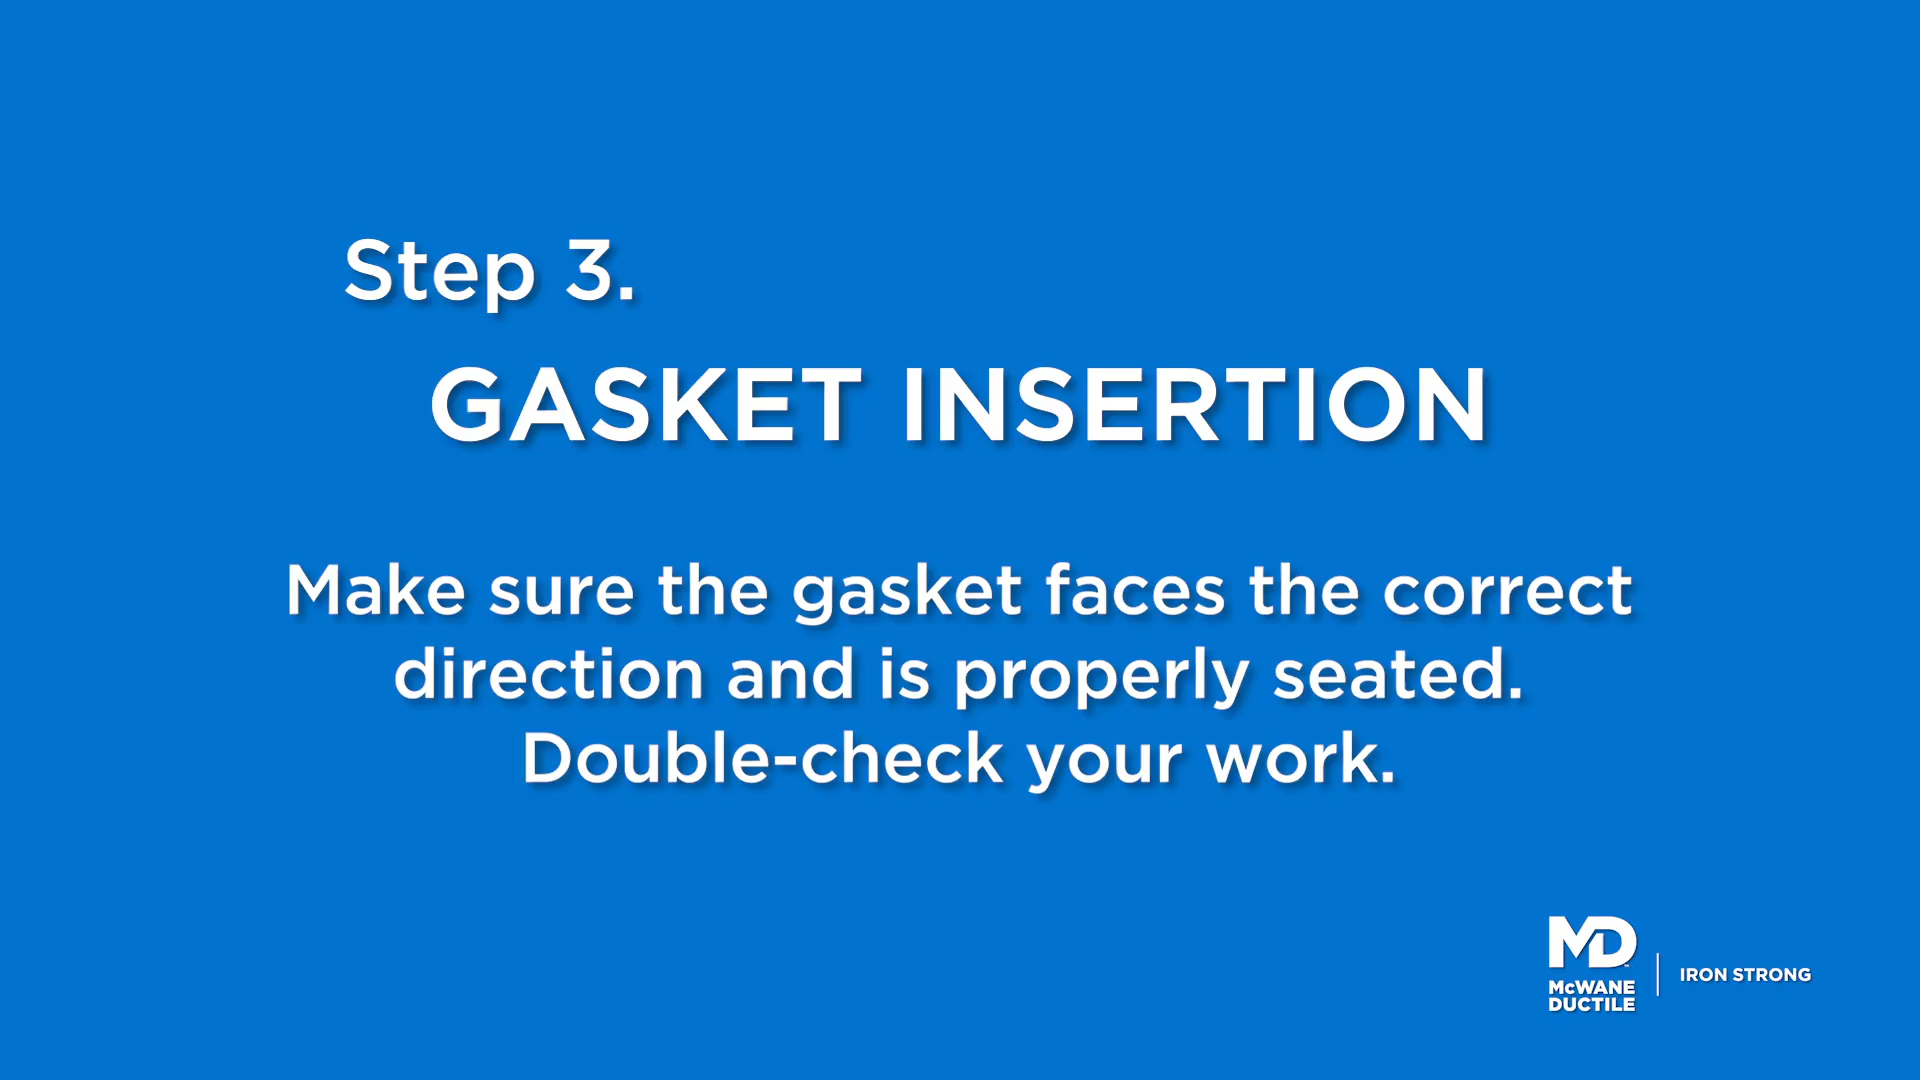 Step 3.
GASKET INSERTION
Make sure the gasket faces the correct
direction and is properly seated.
Double-check your work.
MD
McWANE
DUCTILE
IRON STRONG